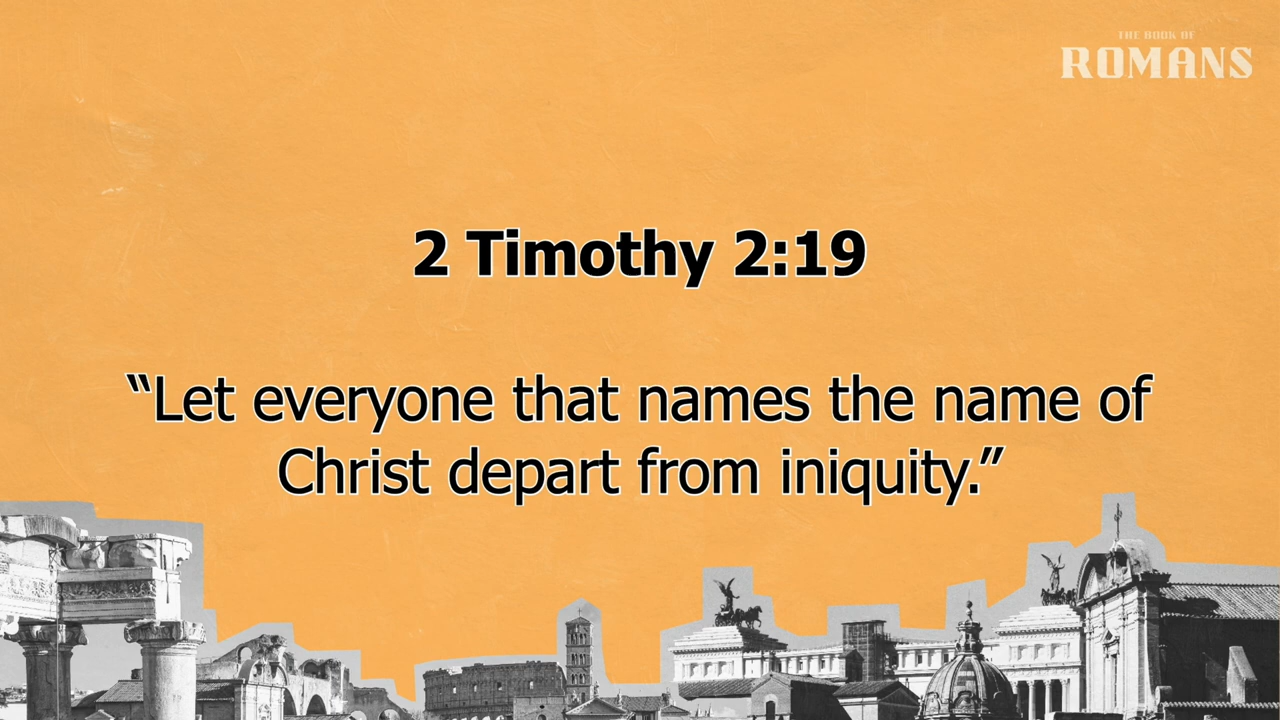 THE BOOK OF
ROMANS
2 Timothy 2:19
“Let everyone that names the name of
Christ depart from iniquity.”